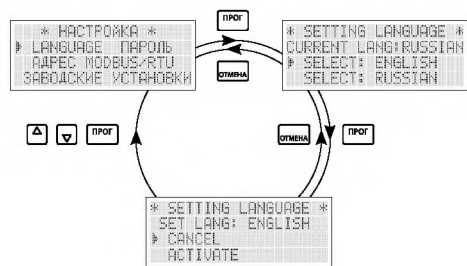 ПРОГ
* НАСТРОЙКА *
LANGUAGE ПАРОЛЬ
АДРЕС MODBUS/RTU
ЗАВОДСКИЕ УСТАНОВКИ
* SETTING LANGUAGE *
CURRENT LANG:RUSSIAN
SELECT: ENGLISH
SELECT: RUSSIAN
ОТМЕНА
ПРОГ
ОТМЕНА
ПРОГ
* SETTING LANGUAGE *
SET LANG: ENGLISH
CANCEL
ACTIVATE